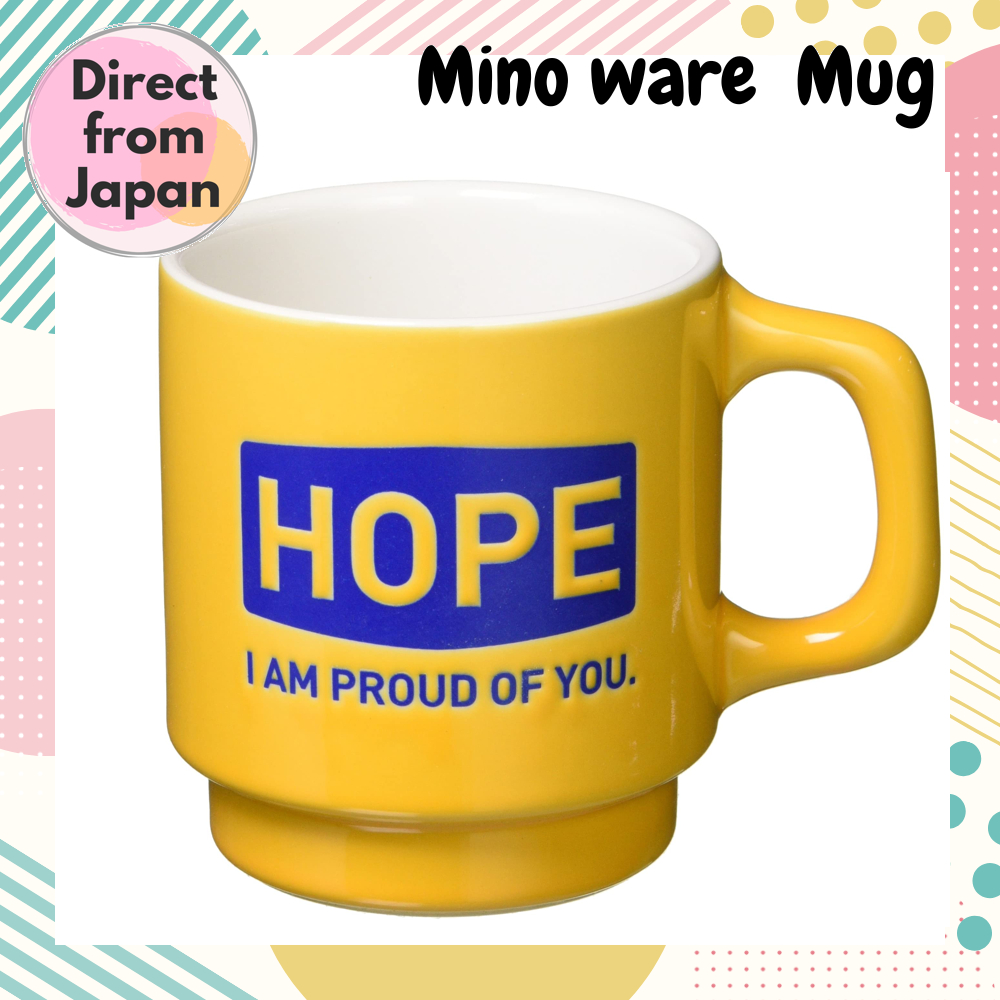 Direct
from
Japan
Mino ware Mug
HOPE
I AM PROUD OF YOU.